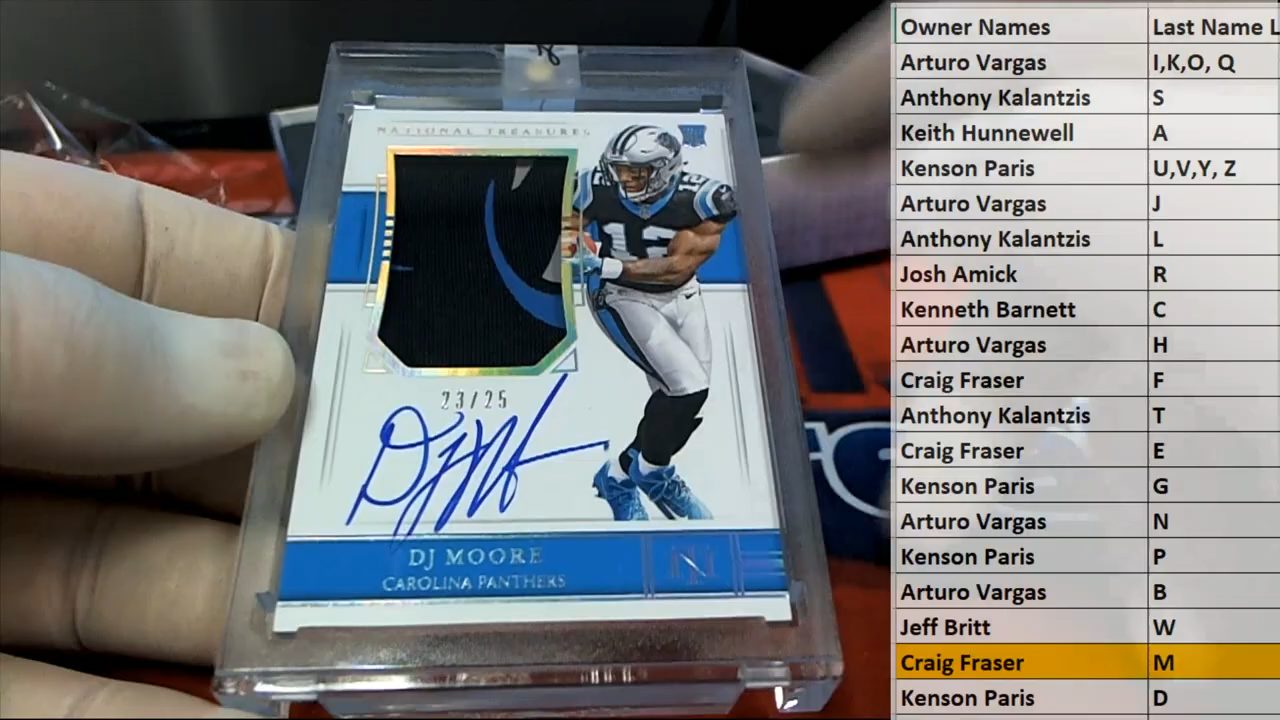 NATIONAL TREASURES
12
12
23/25
DJ MOORE
CAROLINA PANTHERS
N
Owner Names Last Name L
Arturo Vargas I,K,O, Q
Anthony Kalantzis S
Keith Hunnewell A
Kenson Paris U,V,Y, Z
Arturo Vargas J
Anthony Kalantzis L
Josh Amick R
Kenneth Barnett C
Arturo Vargas H
Craig Fraser F
Anthony Kalantzis T
Craig Fraser E
Kenson Paris G
Arturo Vargas N
Kenson Paris P
Arturo Vargas B
Jeff Britt W
Craig Fraser M
Kenson Paris D